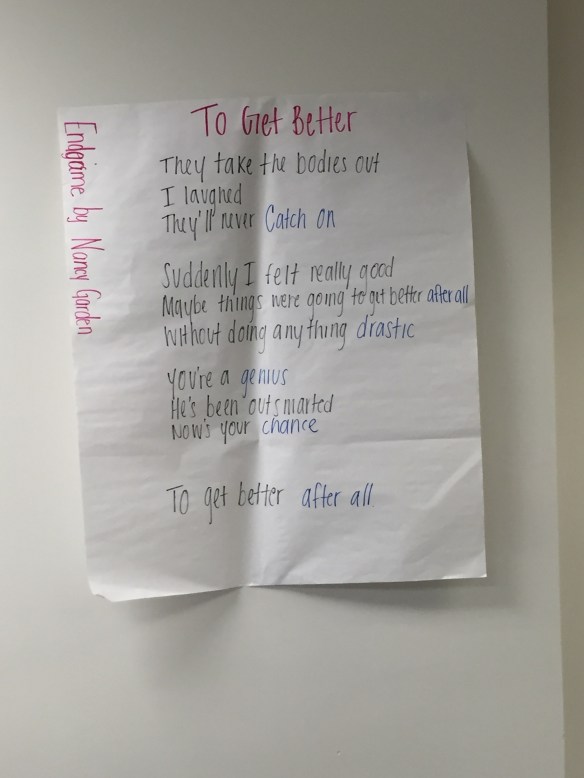 To Get Better
Endgame by Nancy Garden
They take the bodies out
I laughed
They'll never Catch on
Suddenly I felt really good
Maybe things were going to get better after all
Without doing anything drastic
You're a genius
He's been outsmarted
Now's your chance
To get better after all